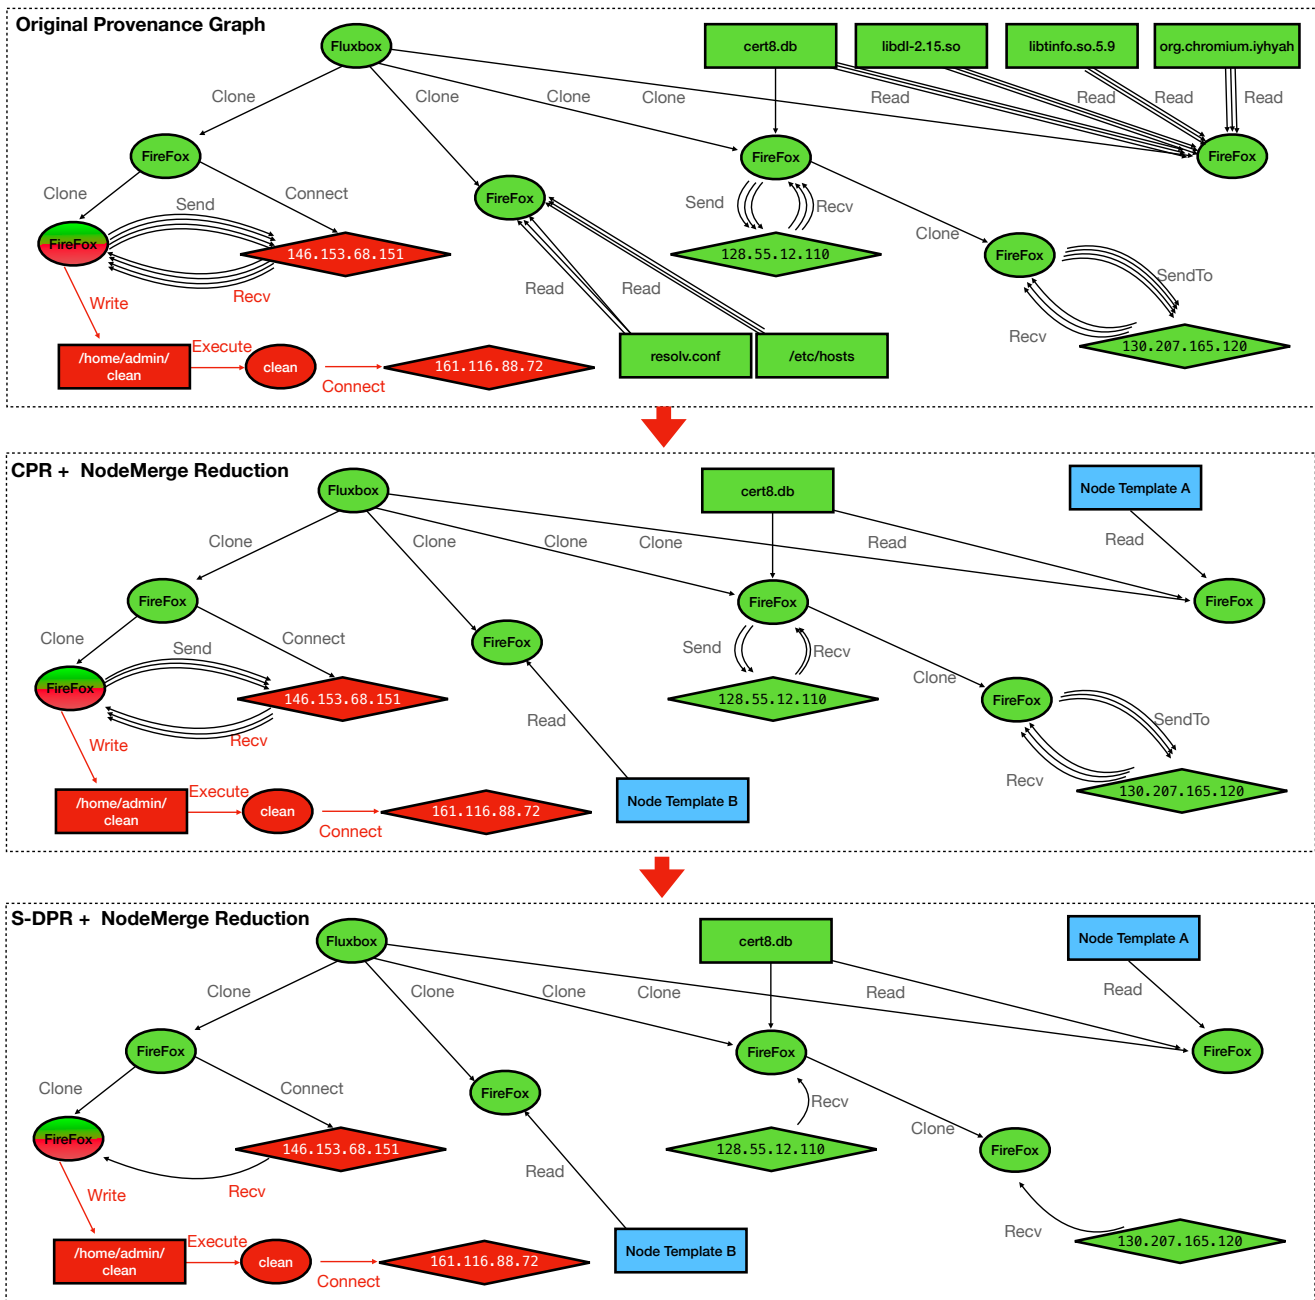 Original Provenance Graph
Fluxbox
cert8.db
libdl-2.15.so
libtinfo.so.5.9
org.chromium.iyhyah
Clone
Clone
Clone
Clone
Read
Read
Read
Read
FireFox
FireFox
FireFox
FireFox
Clone
Connect
Send
FireFox
146.153.68.151
Recv
Send
Recv
128.55.12.110
Clone
FireFox
SendTo
Recv
130.207.165.120
Read
Read
resolv.conf
/etc/hosts
Write
/home/admin/
clean
Execute
clean
Connect
161.116.88.72
CPR + NodeMerge Reduction
Fluxbox
cert8.db
Node Template A
Clone
Clone
Clone
Clone
Read
Read
FireFox
FireFox
FireFox
FireFox
Clone
Connect
Send
FireFox
146.153.68.151
Recv
Send
Recv
128.55.12.110
Clone
FireFox
SendTo
Recv
130.207.165.120
Read
Node Template B
Write
/home/admin/
clean
Execute
clean
Connect
161.116.88.72
S-DPR + NodeMerge Reduction
Fluxbox
cert8.db
Node Template A
Clone
Clone
Clone
Clone
Read
Read
FireFox
FireFox
FireFox
FireFox
Clone
Connect
FireFox
146.153.68.151
Recv
Recv
128.55.12.110
Clone
FireFox
Recv
130.207.165.120
Read
Node Template B
Write
/home/admin/
clean
Execute
clean
Connect
161.116.88.72